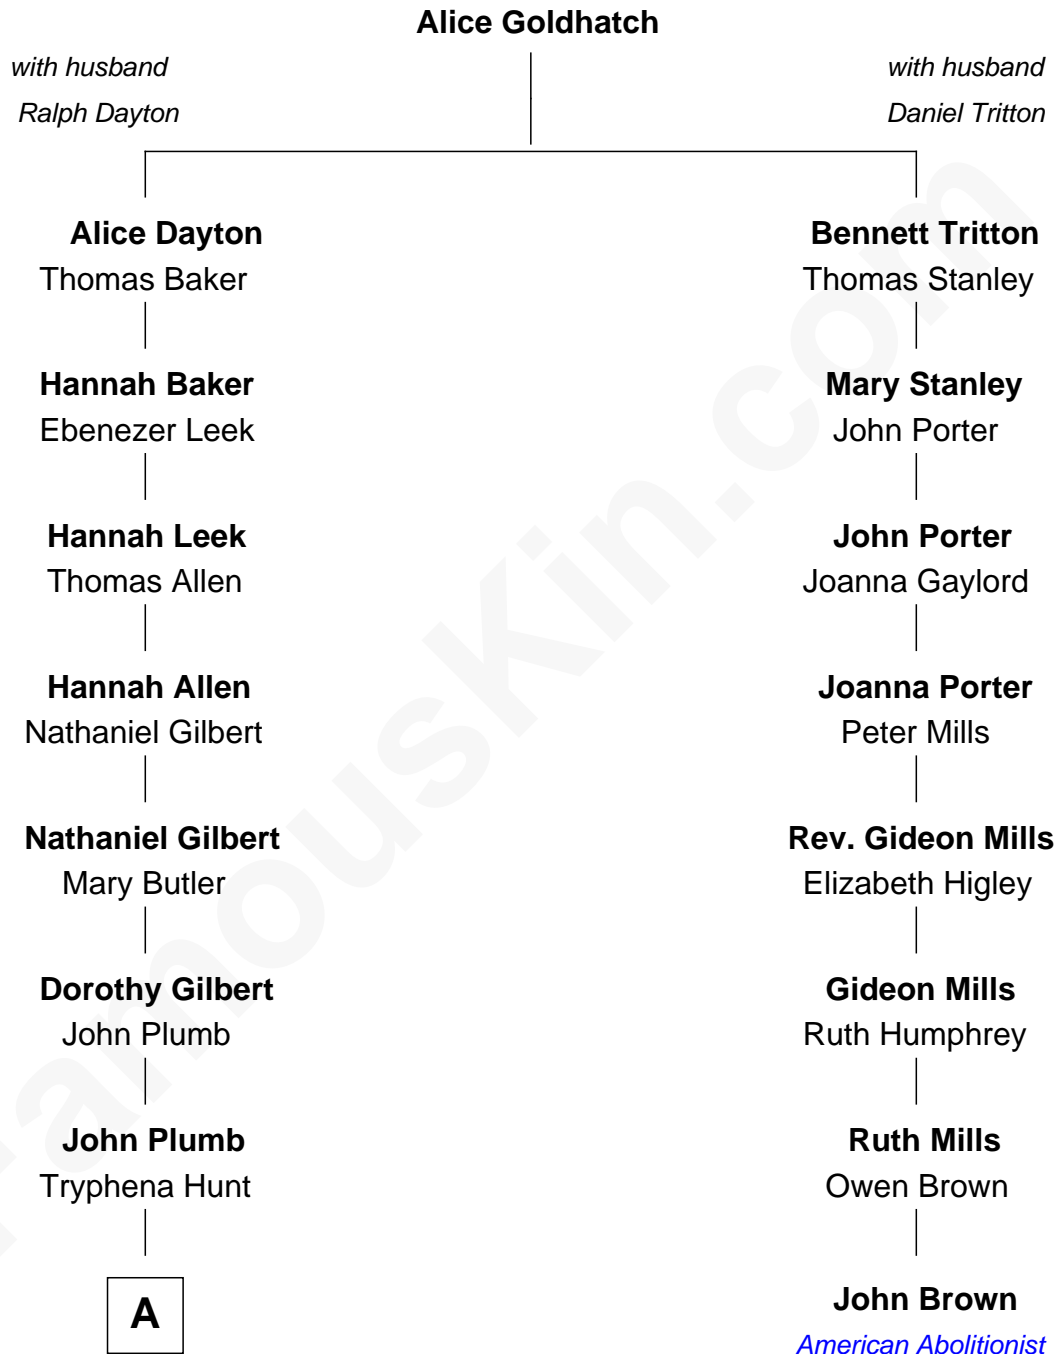 Alice Goldhatch
with husband
Ralph Dayton
with husband
Daniel Tritton
Alice Dayton
Thomas Baker
Bennett Tritton
Thomas Stanley
Hannah Baker
Ebenezer Leek
Mary Stanley
John Porter
Hannah Leek
Thomas Allen
John Porter
Joanna Gaylord
Hannah Allen
Nathaniel Gilbert
Joanna Porter
Peter Mills
Nathaniel Gilbert
Mary Butler
Rev. Gideon Mills
Elizabeth Higley
Dorothy Gilbert
John Plumb
Gideon Mills
Ruth Humphrey
John Plumb
Tryphena Hunt
Ruth Mills
Owen Brown
A
John Brown
American Abolitionist
FamousKin.com